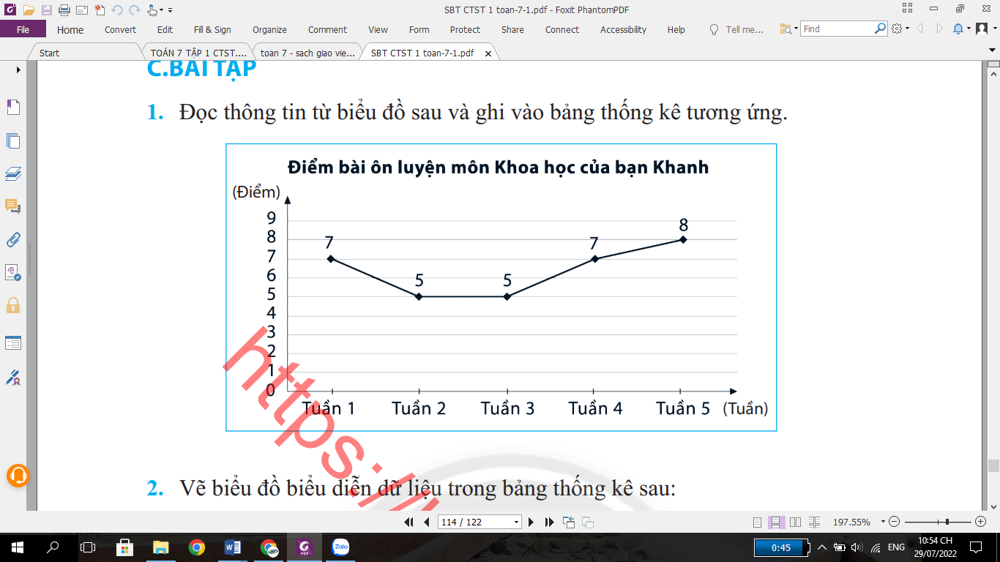 SBT CTST 1 toan-7-1.pdf - Foxit PhantomPDF
File Home Convert Edit Fill & Sign Organize Comment View Form Protect Share Connect Accessibility Help Tell me... Find
Start TOÁN 7 TẬP 1 CTST.... toan 7 - sach giao vie... SBT CTST 1 toan-7-1.pdf
C.BÀI TẬP
1. Đọc thông tin từ biểu đồ sau và ghi vào bảng thống kê tương ứng.
Điểm bài ôn luyện môn Khoa học của bạn Khanh
(Điểm)
9
8
7
6
5
4
3
2
1
0
7 5 5 7 8
Tuần 1 Tuần 2 Tuần 3 Tuần 4 Tuần 5 (Tuần)
https://
2. Vẽ biểu đồ biểu diễn dữ liệu trong bảng thống kê sau:
114 / 122 197.55%
0:45 ENG 10:54 CH
29/07/2022